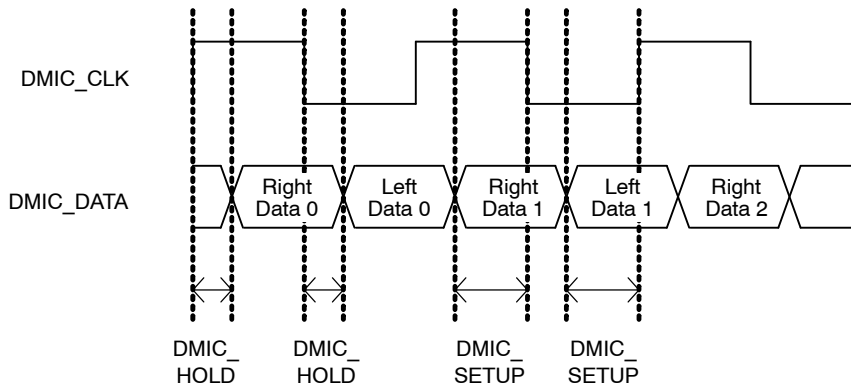 DMIC_CLK
DMIC_DATA
Right
Data 0
Left
Data 0
Right
Data 1
Left
Data 1
Right
Data 2
DMIC_
HOLD
DMIC_
HOLD
DMIC_
SETUP
DMIC_
SETUP